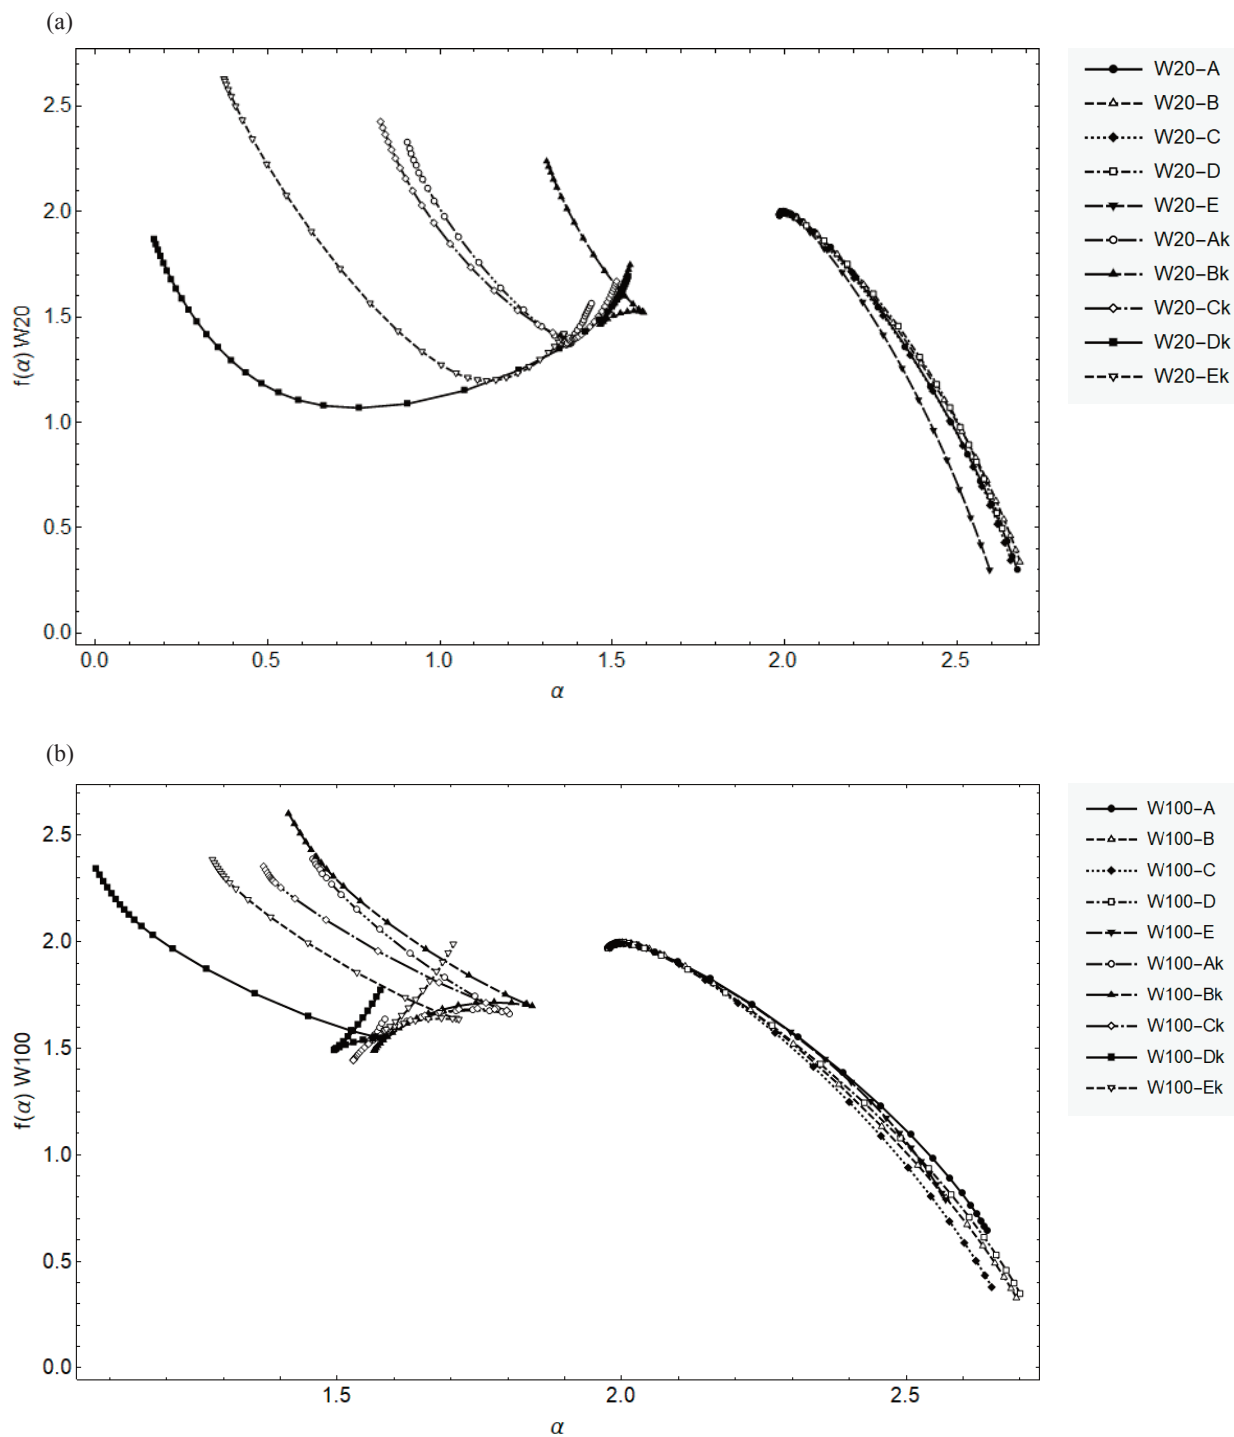 (a)
f(α) W20
2.5
2.0
1.5
1.0
0.5
0.0
0.0 0.5 1.0 1.5 2.0 2.5
α
W20-A
W20-B
W20-C
W20-D
W20-E
W20-Ak
W20-Bk
W20-Ck
W20-Dk
W20-Ek
(b)
f(α) W100
2.5
2.0
1.5
1.0
0.5
0.0
1.5 2.0 2.5
α
W100-A
W100-B
W100-C
W100-D
W100-E
W100-Ak
W100-Bk
W100-Ck
W100-Dk
W100-Ek